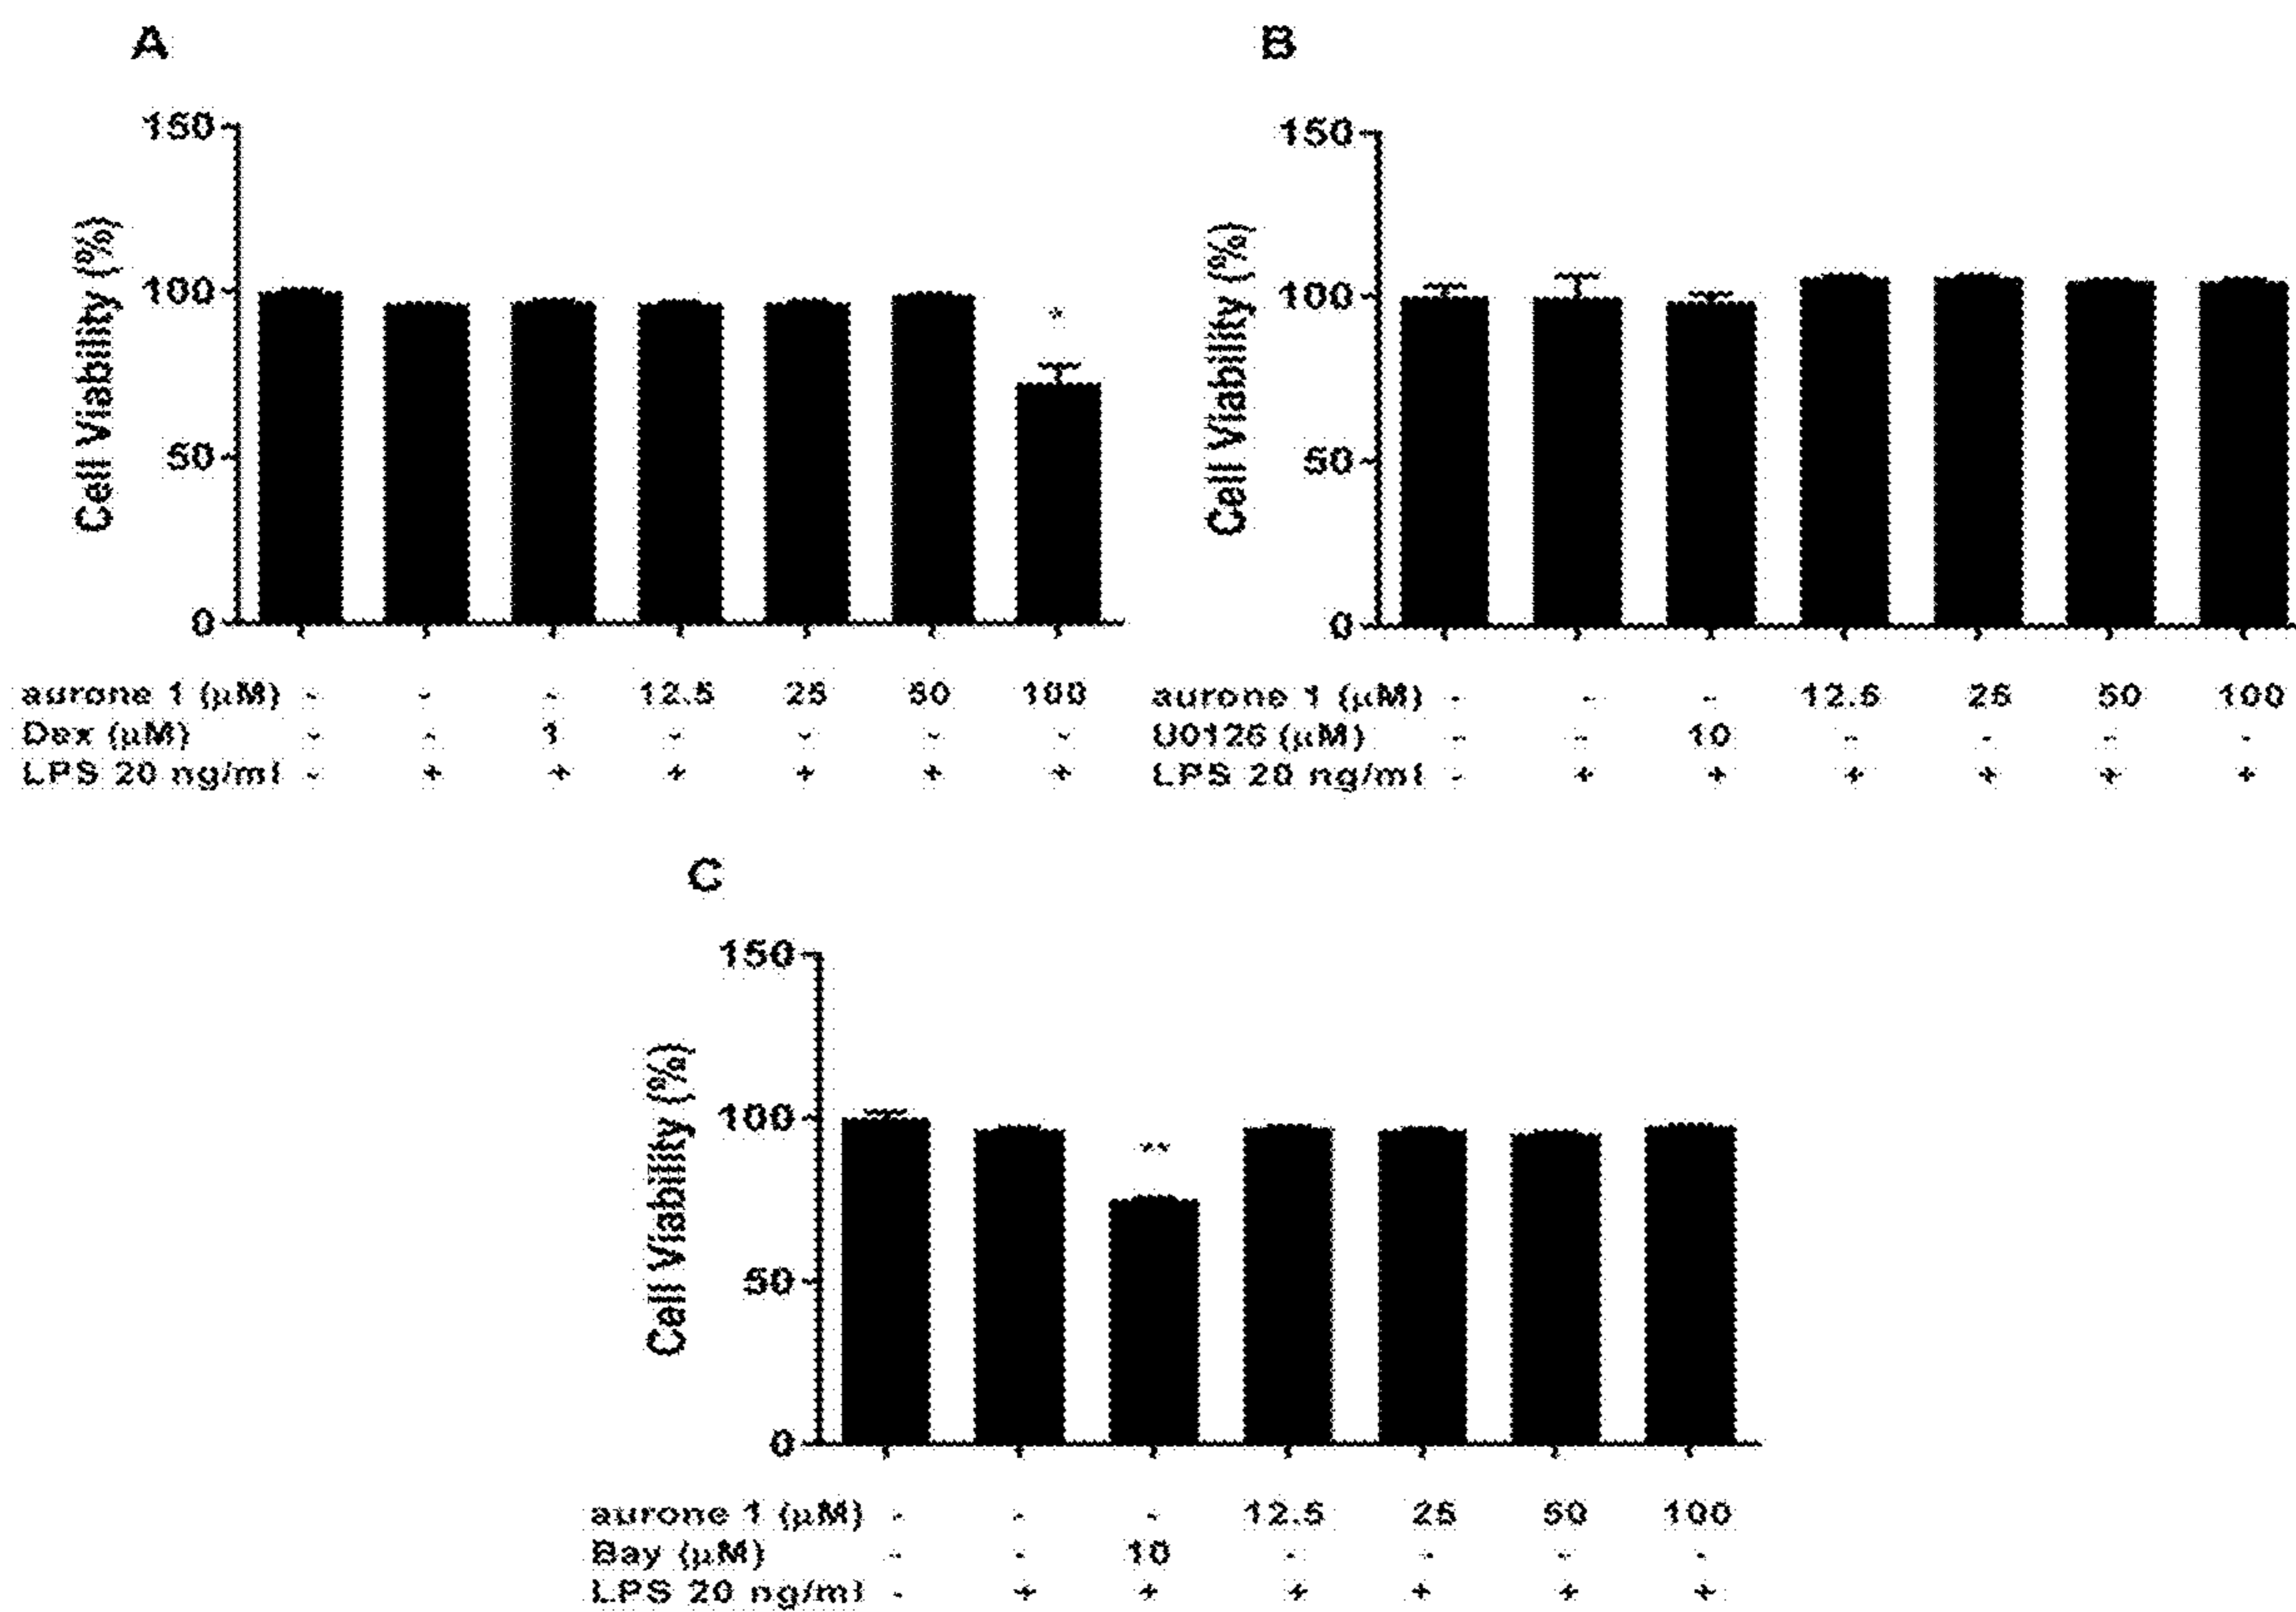 A
150
100
50
0
Cell Viability (%)
*
aurone 1 (μM) - - - 12.5 25 50 100
Dex (μM) - - 1 - - - -
LPS 20 ng/ml - + + + + + +
B
150
100
50
0
Cell Viability (%)
aurone 1 (μM) - - - 12.5 25 50 100
U0126 (μM) - - 10 - - - -
LPS 20 ng/ml - + + + + + +
C
150
100
50
0
Cell Viability (%)
**
aurone 1 (μM) - - - 12.5 25 50 100
Bay (μM) - - 10 - - - -
LPS 20 ng/ml - + + + + + +